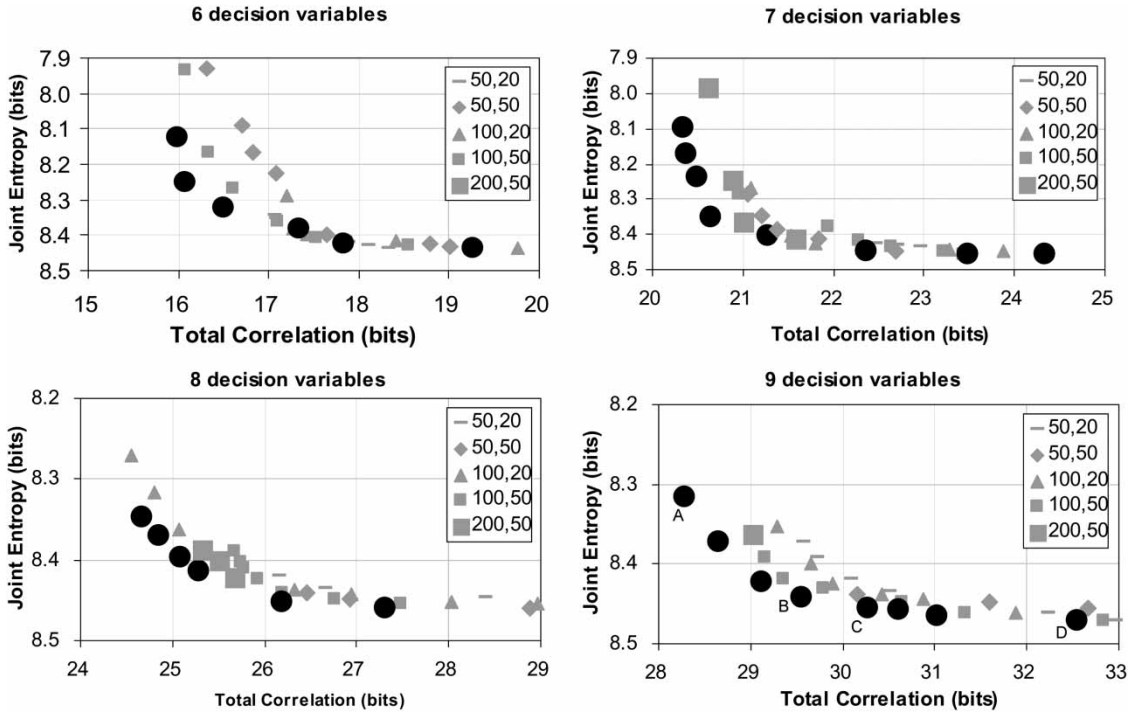 6 decision variables
7.9
8.0
8.1
8.2
8.3
8.4
8.5
Joint Entropy (bits)
50,20
50,50
100,20
100,50
200,50
15 16 17 18 19 20
Total Correlation (bits)
7 decision variables
7.9
8.0
8.1
8.2
8.3
8.4
8.5
Joint Entropy (bits)
50,20
50,50
100,20
100,50
200,50
20 21 22 23 24 25
Total Correlation (bits)
8 decision variables
8.2
8.3
8.4
8.5
Joint Entropy (bits)
50,20
50,50
100,20
100,50
200,50
24 25 26 27 28 29
Total Correlation (bits)
9 decision variables
8.2
8.3
8.4
8.5
Joint Entropy (bits)
50,20
50,50
100,20
100,50
200,50
A
B
C
D
28 29 30 31 32 33
Total Correlation (bits)